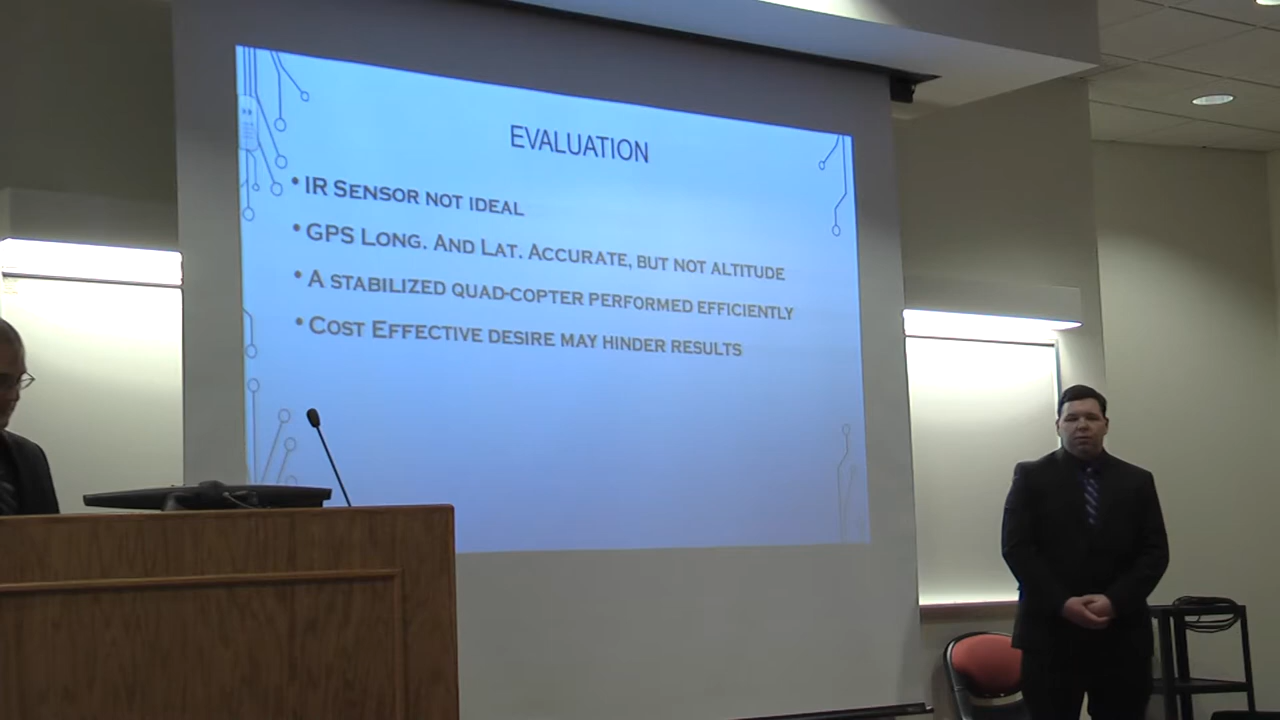 EVALUATION
• IR SENSOR NOT IDEAL
• GPS LONG. AND LAT. ACCURATE, BUT NOT ALTITUDE
• A STABILIZED QUAD-COPTER PERFORMED EFFICIENTLY
• COST EFFECTIVE DESIRE MAY HINDER RESULTS